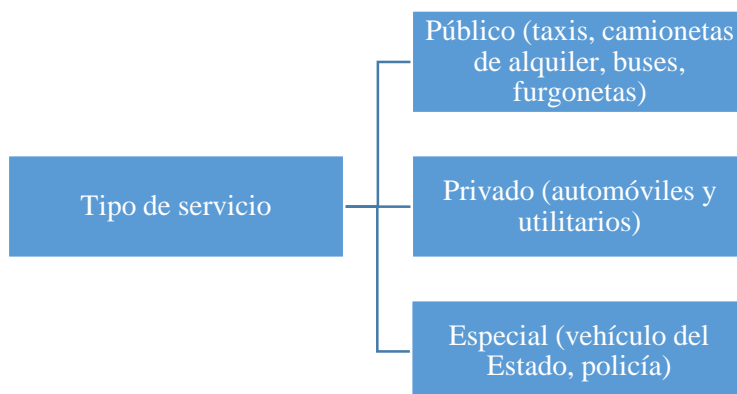 Público (taxis, camionetas
de alquiler, buses,
furgonetas)
Tipo de servicio
Privado (automóviles y
utilitarios)
Especial (vehículo del
Estado, policía)